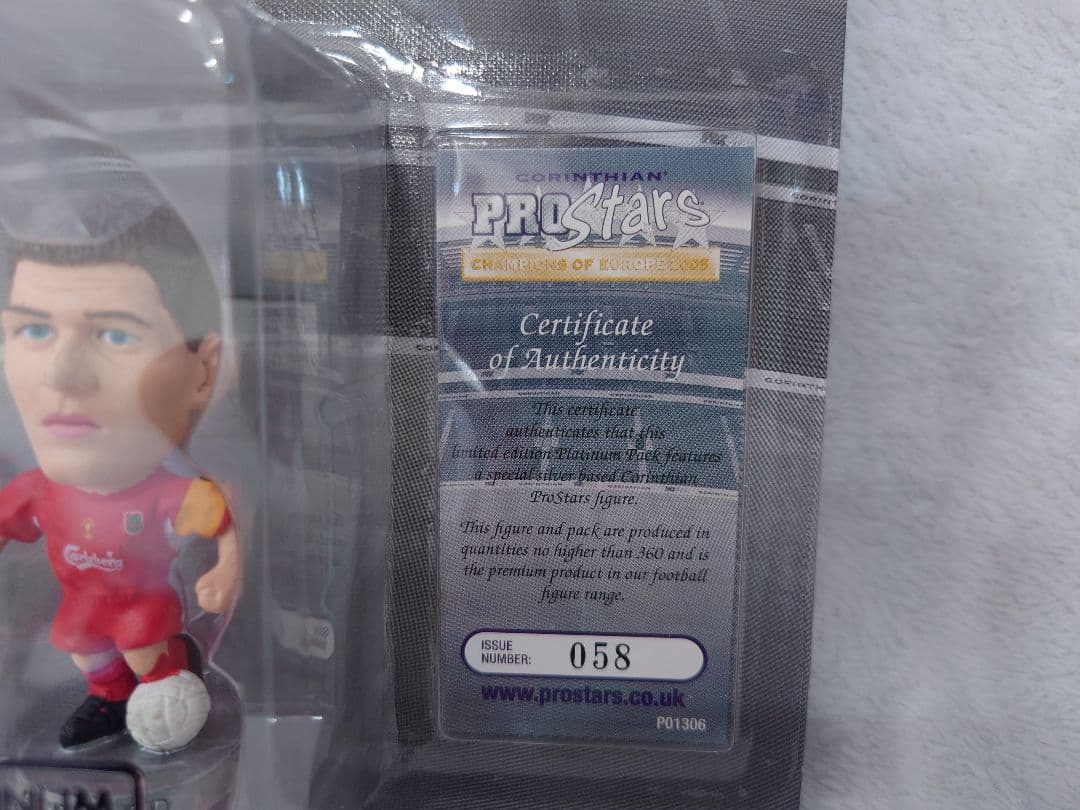 CORINTHIAN
PROStars
CHAMPIONS OF EUROPE 2005
Certificate
of Authenticity
This certificate
authenticates that this
limited edition Platinum Pack features
a special silver based Corinthian
ProStars figure.
This figure and pack are produced in
quantities no higher than 360 and is
the premium product in our football
figure range.
ISSUE
NUMBER: 058
www.prostars.co.uk
P01306
Carlsberg
CORINTH